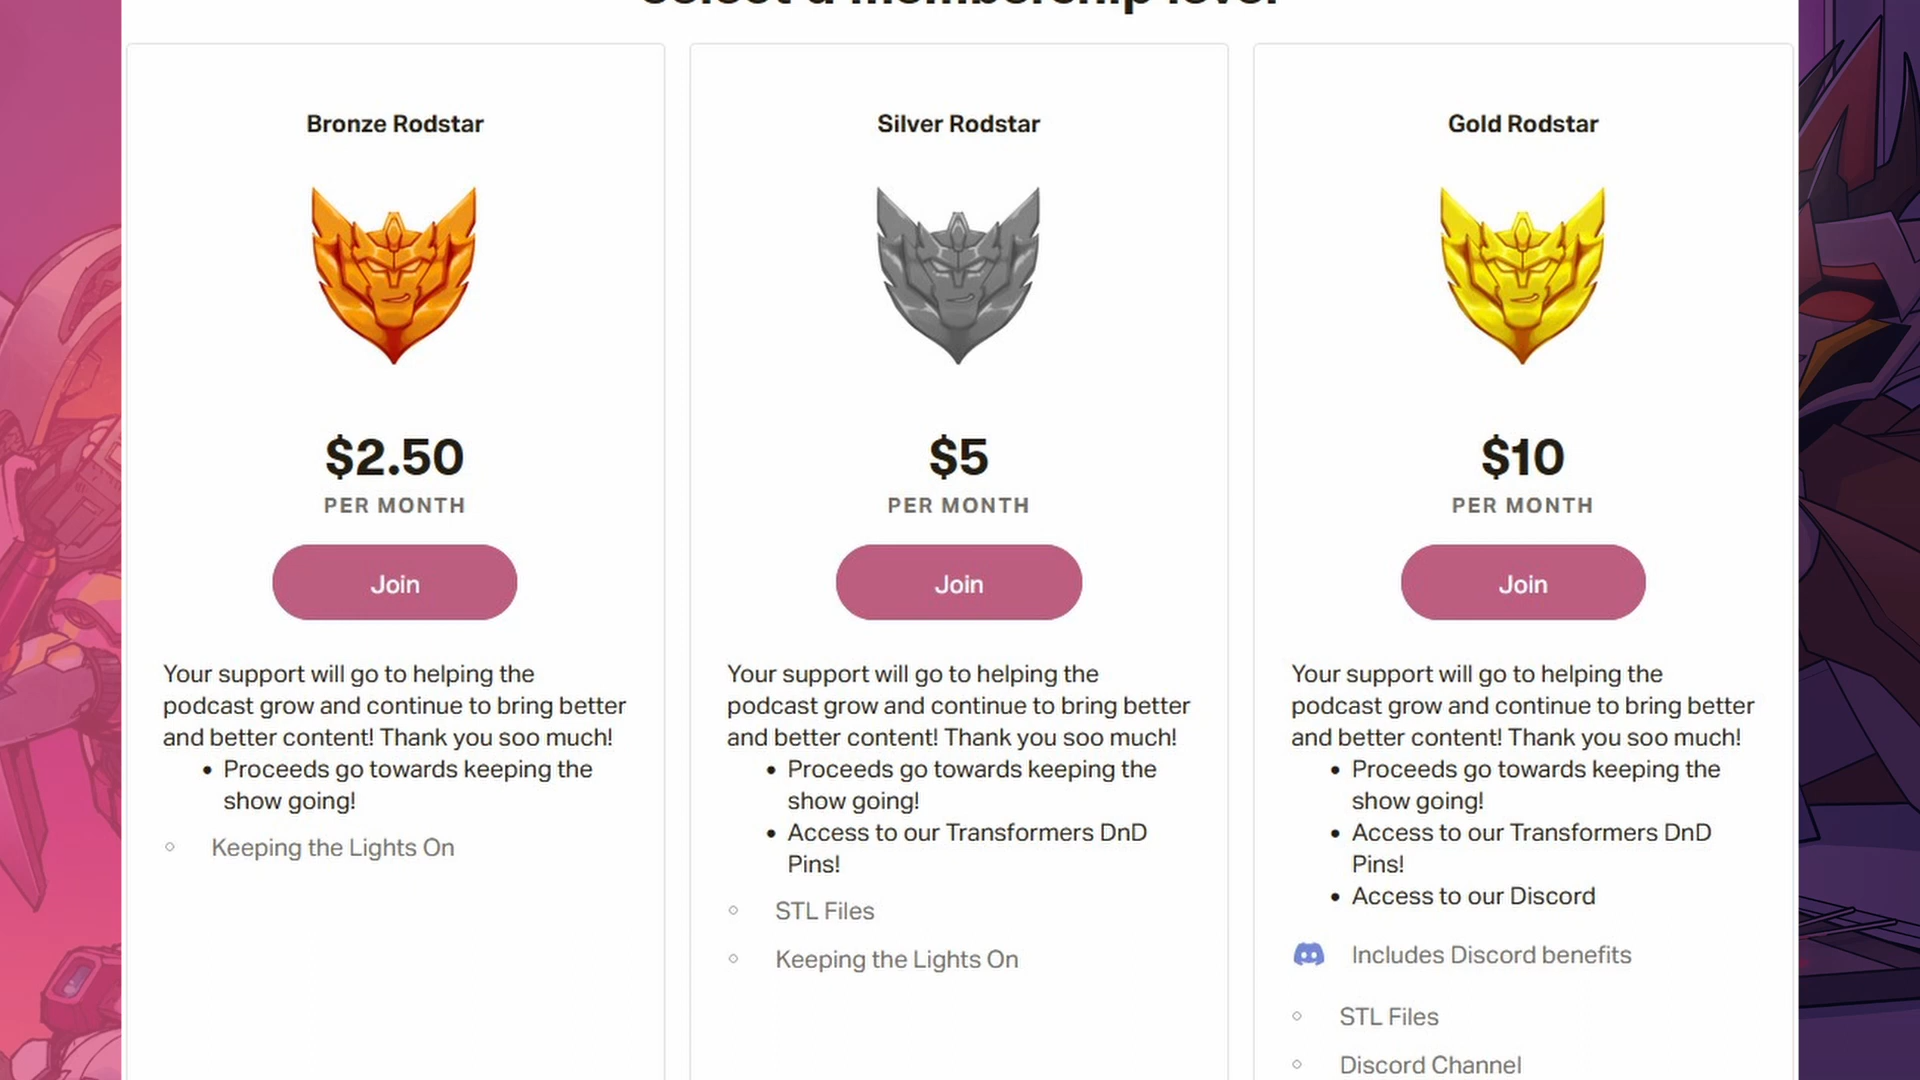 Select a membership level
Bronze Rodstar
$2.50
PER MONTH
Join
Your support will go to helping the
podcast grow and continue to bring better
and better content! Thank you soo much!
• Proceeds go towards keeping the
show going!
Keeping the Lights On
Silver Rodstar
$5
PER MONTH
Join
Your support will go to helping the
podcast grow and continue to bring better
and better content! Thank you soo much!
• Proceeds go towards keeping the
show going!
• Access to our Transformers DnD
Pins!
STL Files
Keeping the Lights On
Gold Rodstar
$10
PER MONTH
Join
Your support will go to helping the
podcast grow and continue to bring better
and better content! Thank you soo much!
• Proceeds go towards keeping the
show going!
• Access to our Transformers DnD
Pins!
• Access to our Discord
Includes Discord benefits
STL Files
Discord Channel